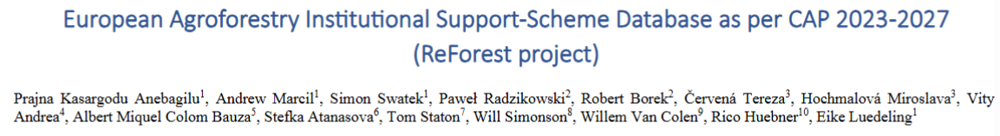 European Agroforestry Institutional Support-Scheme Database as per CAP 2023-2027
(ReForest project)
Prajna Kasargodu Anebagilu¹, Andrew Marcil¹, Simon Swatek¹, Paweł Radzikowski², Robert Borek², Červená Tereza³, Hochmalová Miroslava³, Vity
Andrea⁴, Albert Miquel Colom Bauza⁵, Stefka Atanasova⁶, Tom Staton⁷, Will Simonson⁸, Willem Van Colen⁹, Rico Huebner¹⁰, Eike Luedeling¹